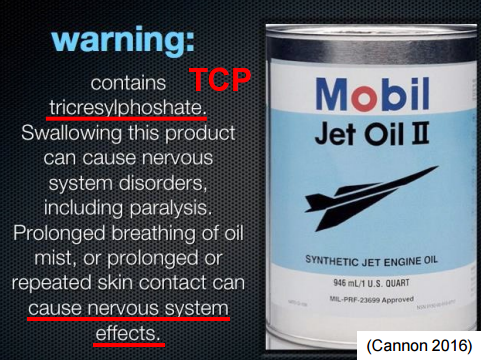 warning:
contains TCP
tricresylphoshate.
Swallowing this product
can cause nervous
system disorders,
including paralysis.
Prolonged breathing of oil
mist, or prolonged or
repeated skin contact can
cause nervous system
effects.
Mobil
Jet Oil II
SYNTHETIC JET ENGINE OIL
946 mL/1 U.S. QUART
MIL-PRF-23699 Approved
(Cannon 2016)